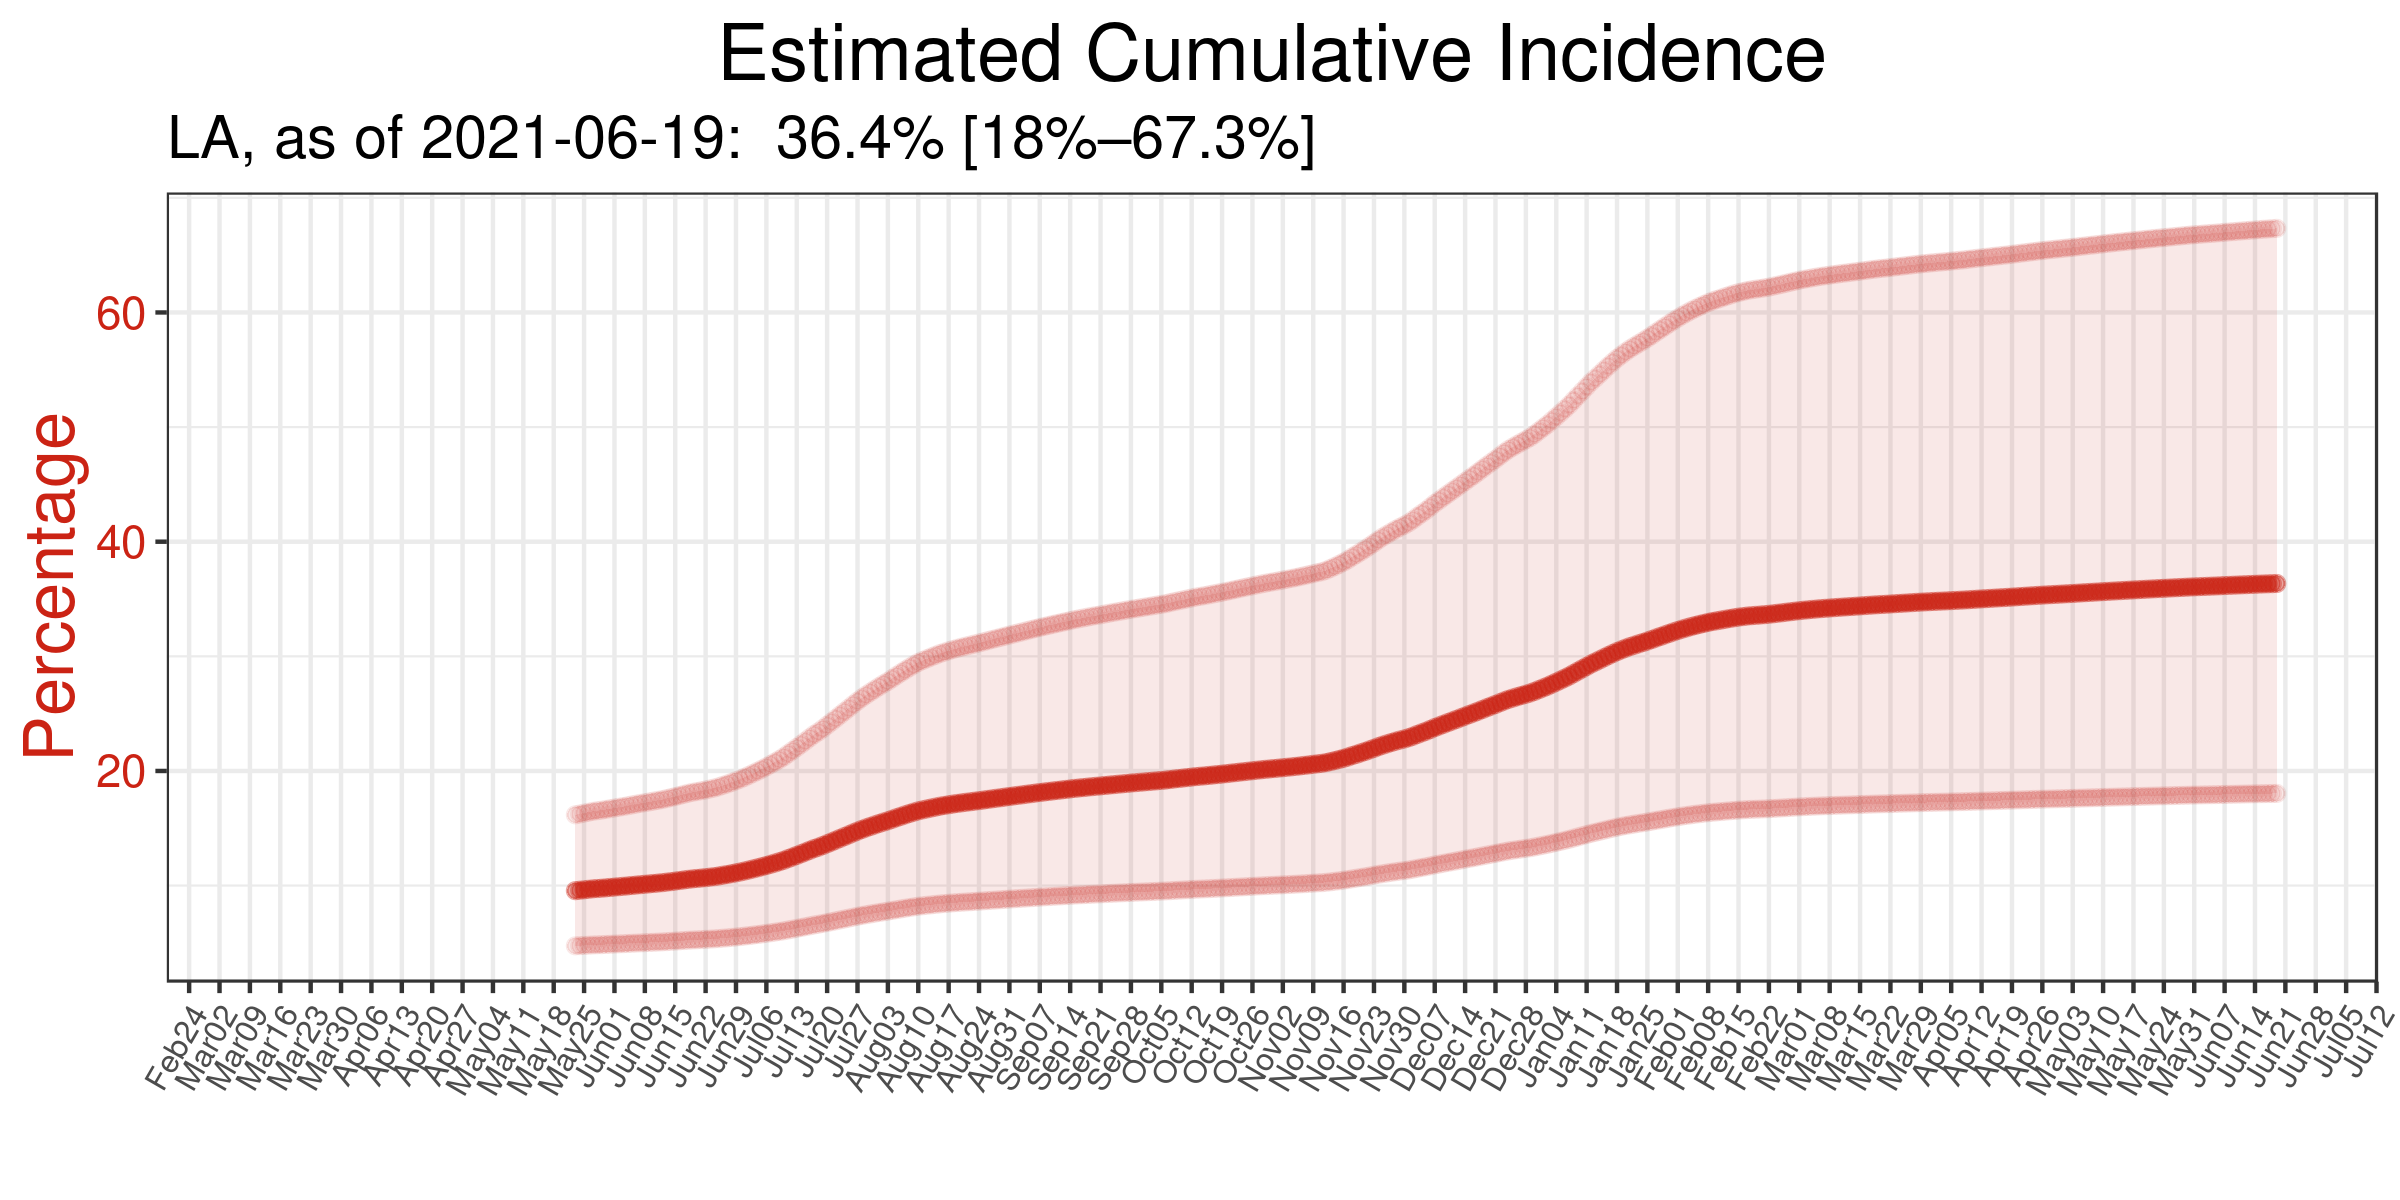 Estimated Cumulative Incidence
LA, as of 2021-06-19: 36.4% [18%–67.3%]
Percentage
60
40
20
Feb24
Mar02
Mar09
Mar16
Mar23
Mar30
Apr06
Apr13
Apr20
Apr27
May04
May11
May18
May25
Jun01
Jun08
Jun15
Jun22
Jun29
Jul06
Jul13
Jul20
Jul27
Aug03
Aug10
Aug17
Aug24
Aug31
Sep07
Sep14
Sep21
Sep28
Oct05
Oct12
Oct19
Oct26
Nov02
Nov09
Nov16
Nov23
Nov30
Dec07
Dec14
Dec21
Dec28
Jan04
Jan11
Jan18
Jan25
Feb01
Feb08
Feb15
Feb22
Mar01
Mar08
Mar15
Mar22
Mar29
Apr05
Apr12
Apr19
Apr26
May03
May10
May17
May24
May31
Jun07
Jun14
Jun21
Jun28
Jul05
Jul12